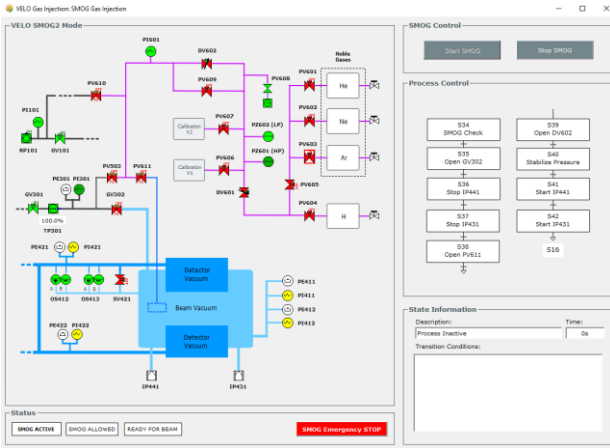 VELO Gas Injection: SMOG Gas Injection
VELO SMOG2 Mode
PI601
DV602
Noble
Gases
PV610
PV609
PV608
PV601
He
PI101
PV607
Calibration
V2
PZ602 (LP)
PV602
Ne
RP101
GV101
PZ601 (HP)
PV603
Ar
PV503
PV611
PV606
Calibration
V1
PE301
PI301
DV601
PV605
GV301
GV302
PV604
H
100.0%
TP301
PE421
PI421
Detector
Vacuum
A
B
A
B
OS412
OS413
SV421
Beam Vacuum
PE411
PI411
PE412
PI412
PE422
PI422
Detector
Vacuum
IP441
IP431
Status
SMOG ACTIVE
SMOG ALLOWED
READY FOR BEAM
SMOG Emergency STOP
SMOG Control
Start SMOG
Stop SMOG
Process Control
S34
SMOG Check
S35
Open GV302
S36
Stop IP441
S37
Stop IP431
S38
Open PV611
S39
Open DV602
S40
Stabilize Pressure
S41
Start IP441
S42
Start IP431
S16
State Information
Description:
Time:
Process Inactive
0s
Transition Conditions: